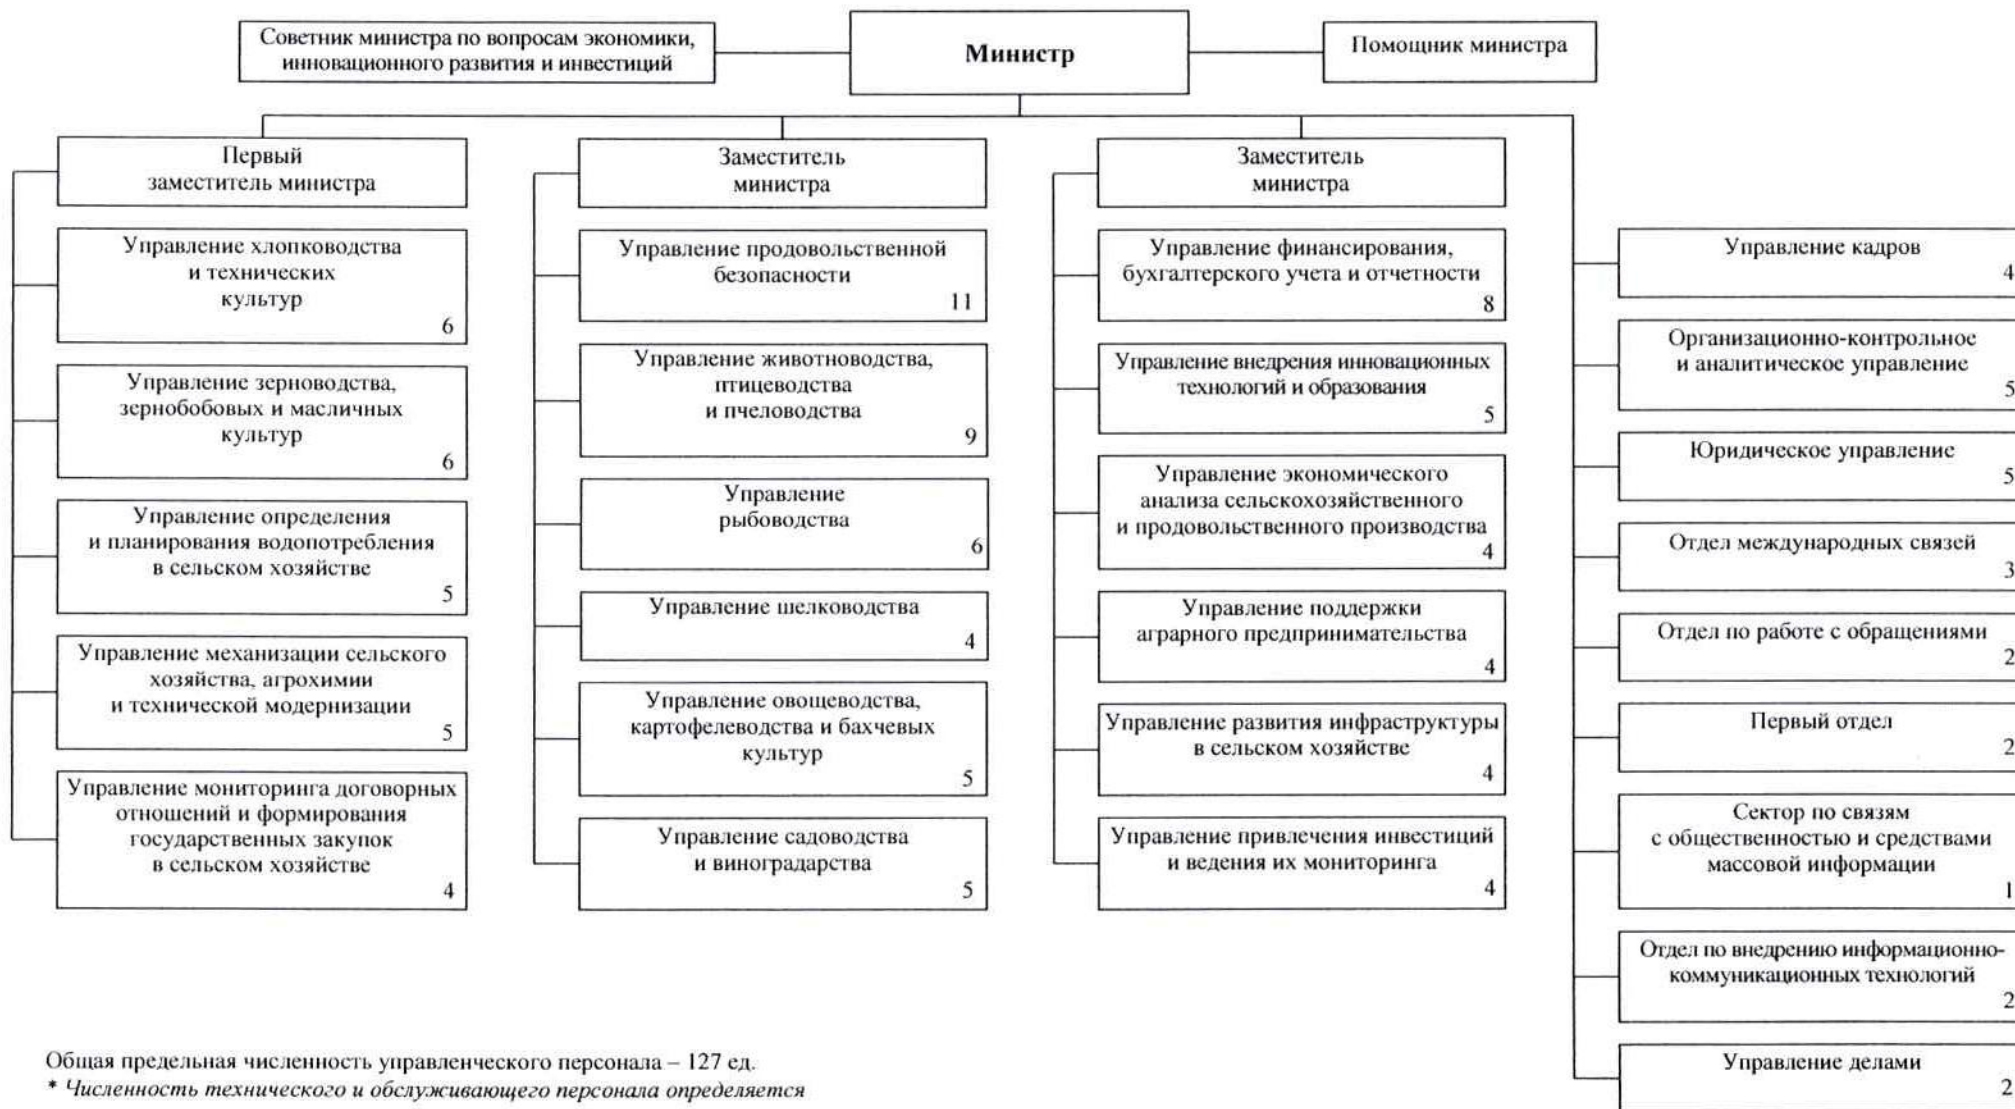 Советник министра по вопросам экономики,
инновационного развития и инвестиций
Министр
Помощник министра
Первый
заместитель министра
Управление хлопководства
и технических
культур
6
Управление зерноводства,
зернобобовых и масличных
культур
6
Управление определения
и планирования водопотребления
в сельском хозяйстве
5
Управление механизации сельского
хозяйства, агрохимии
и технической модернизации
5
Управление мониторинга договорных
отношений и формирования
государственных закупок
в сельском хозяйстве
4
Заместитель
министра
Управление продовольственной
безопасности
11
Управление животноводства,
птицеводства
и пчеловодства
9
Управление
рыбоводства
6
Управление шелководства
4
Управление овощеводства,
картофелеводства и бахчевых
культур
5
Управление садоводства
и виноградарства
5
Заместитель
министра
Управление финансирования,
бухгалтерского учета и отчетности
8
Управление внедрения инновационных
технологий и образования
5
Управление экономического
анализа сельскохозяйственного
и продовольственного производства
4
Управление поддержки
аграрного предпринимательства
4
Управление развития инфраструктуры
в сельском хозяйстве
4
Управление привлечения инвестиций
и ведения их мониторинга
4
Управление кадров
4
Организационно-контрольное
и аналитическое управление
5
Юридическое управление
5
Отдел международных связей
3
Отдел по работе с обращениями
2
Первый отдел
2
Сектор по связям
с общественностью и средствами
массовой информации
1
Отдел по внедрению информационно-
коммуникационных технологий
2
Управление делами
2
Общая предельная численность управленческого персонала – 127 ед.
* Численность технического и обслуживающего персонала определяется